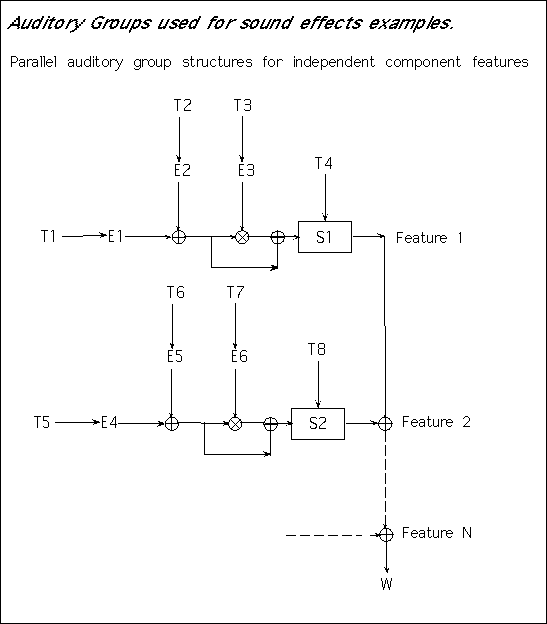 Auditory Groups used for sound effects examples.
Parallel auditory group structures for independent component features
T2 T3
E2 E3 T4
T1 E1 S1 Feature 1
T6 T7
E5 E6 T8
T5 E4 S2 Feature 2
Feature N
W